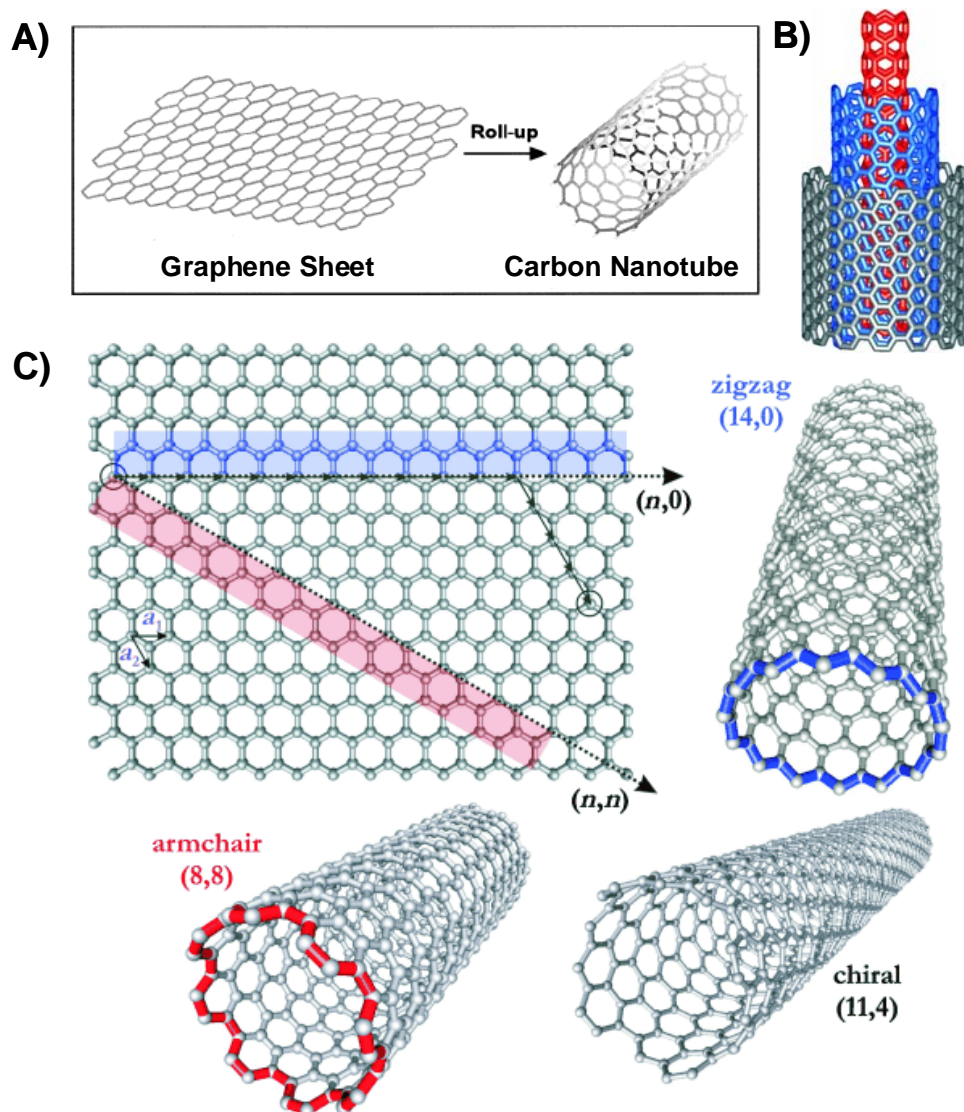 A)
Roll-up
Graphene Sheet
Carbon Nanotube
B)
C)
(n,0)
a1
a2
(n,n)
zigzag
(14,0)
armchair
(8,8)
chiral
(11,4)